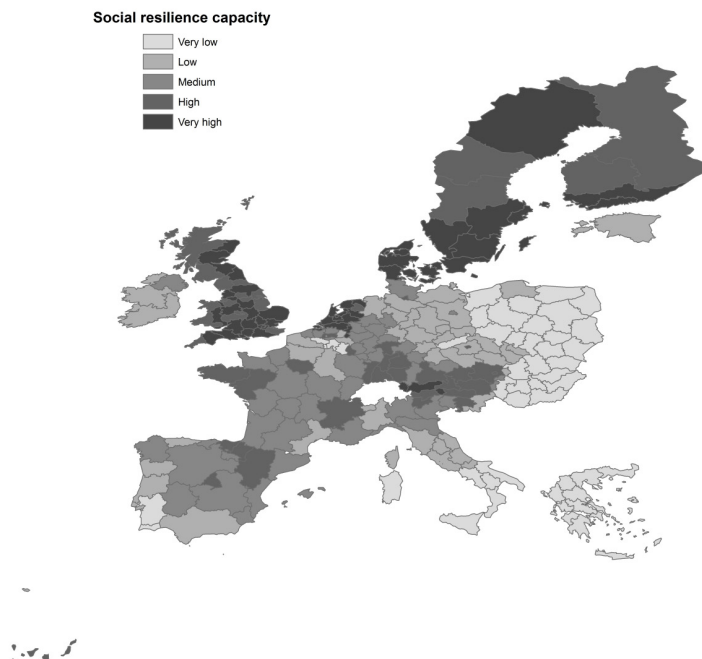 Social resilience capacity
Very low
Low
Medium
High
Very high